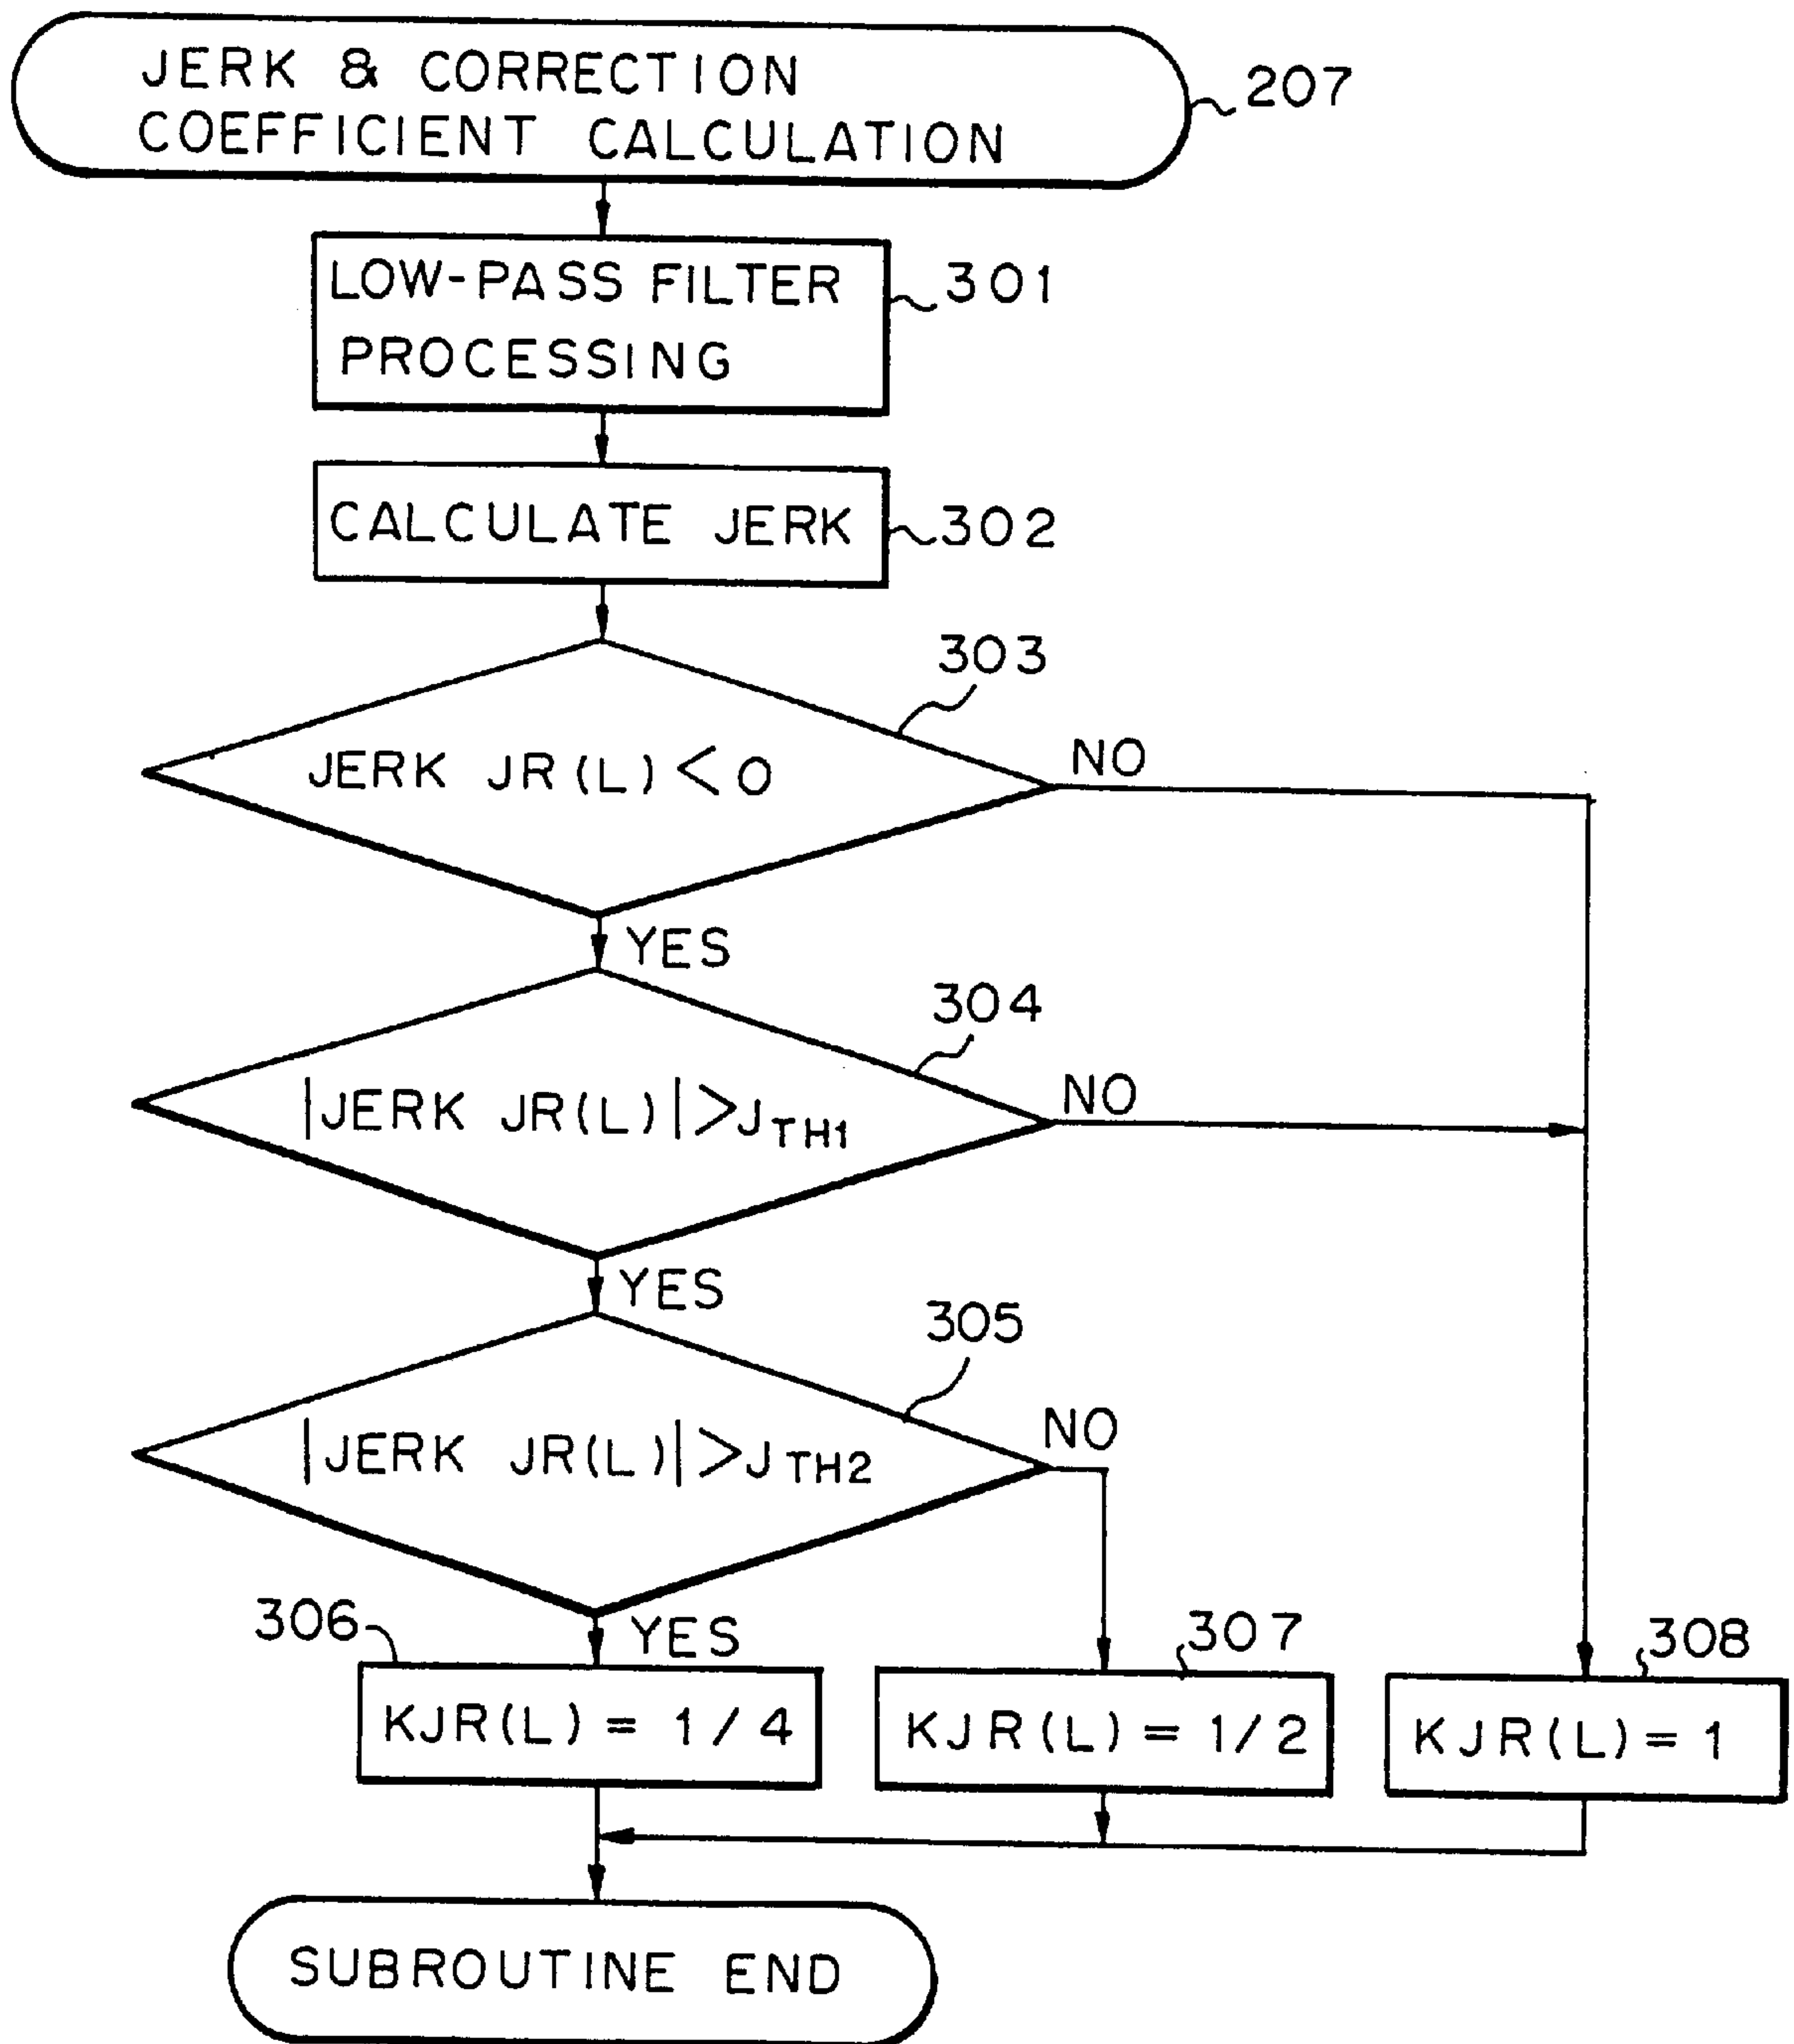 JERK & CORRECTION
COEFFICIENT CALCULATION
207
LOW-PASS FILTER
PROCESSING
301
CALCULATE JERK
302
303
JERK JR(L)<0
NO
YES
304
|JERK JR(L)|>JTH1
NO
YES
305
|JERK JR(L)|>JTH2
NO
YES
306
KJR(L) = 1/4
307
KJR(L) = 1/2
308
KJR(L) = 1
SUBROUTINE END